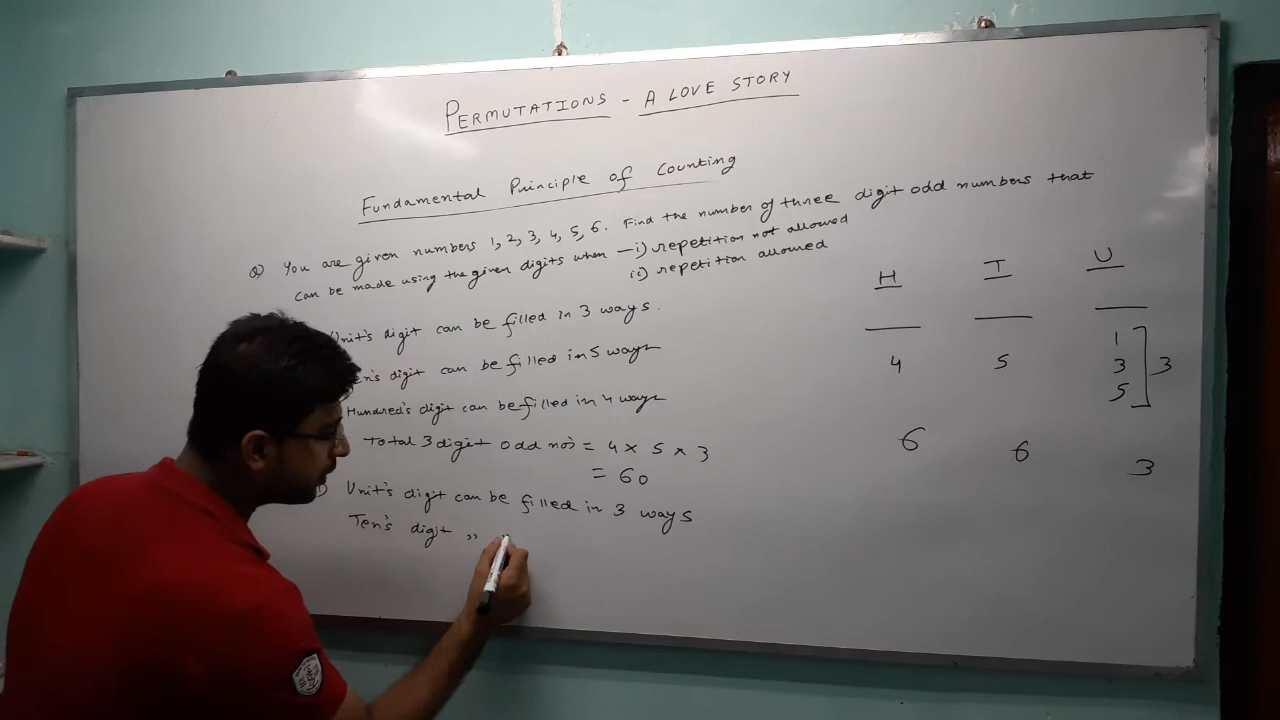 PERMUTATIONS - A LOVE STORY
Fundamental Principle of Counting
Q) You are given numbers 1, 2, 3, 4, 5, 6. Find the number of three digit odd numbers that
can be made using the given digits when - i) repetition not allowed
ii) repetition allowed
Unit's digit can be filled in 3 ways.
Ten's digit can be filled in 5 ways
Hundred's digit can be filled in 4 ways
Total 3 digit odd nos = 4 × 5 × 3
= 60
Unit's digit can be filled in 3 ways
Ten's digit ,,
H T U
1
4 5 3 ] 3
5
6 6 3